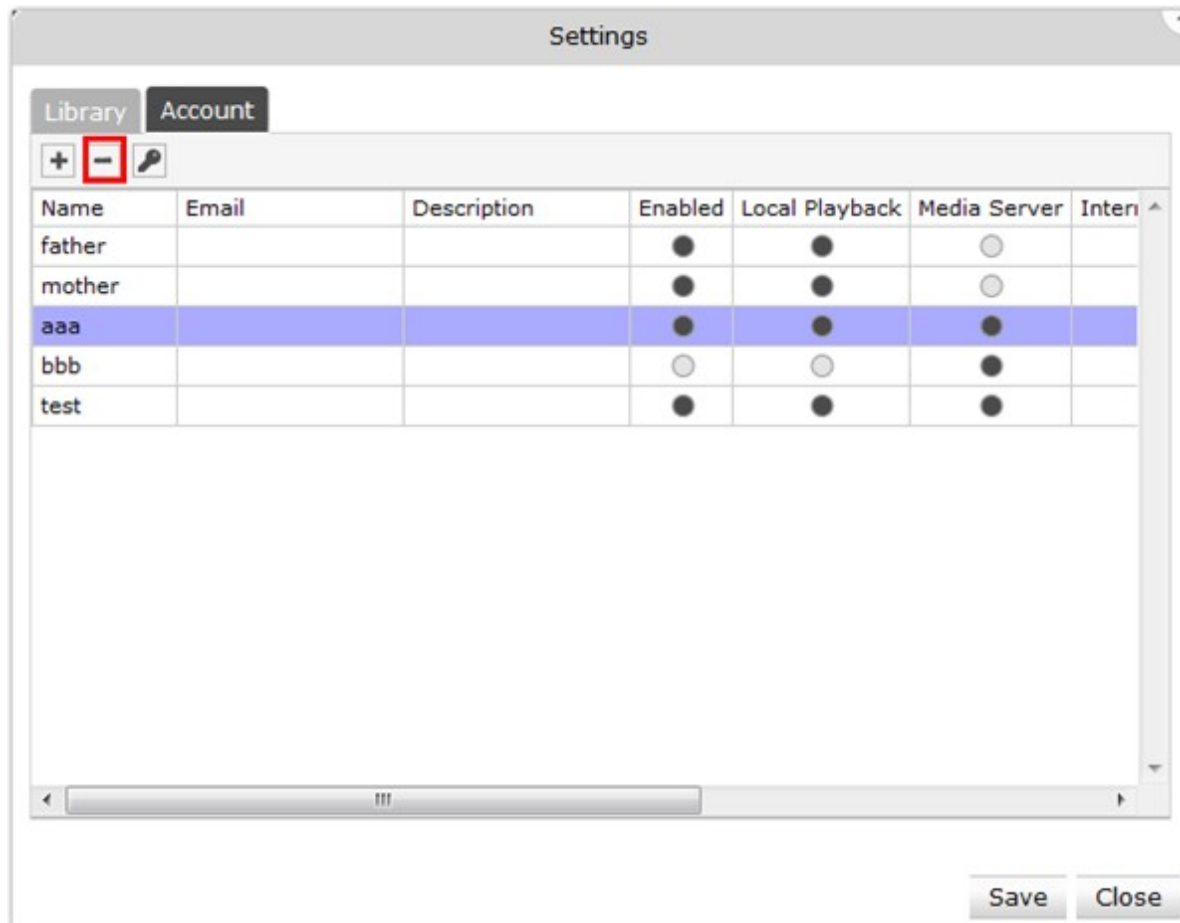 Settings
Library Account
Name Email Description Enabled Local Playback Media Server
father
mother
aaa
bbb
test
Save Close